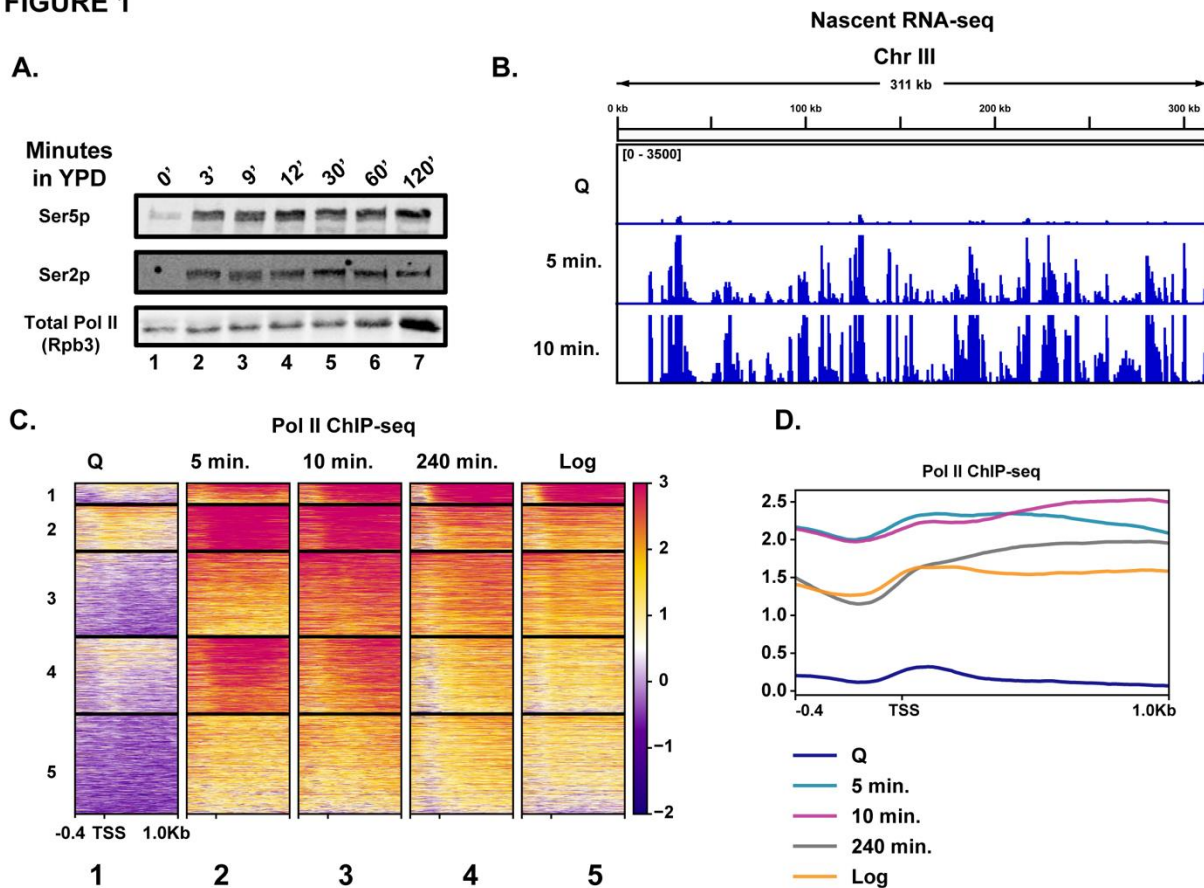 FIGURE 1
A.
Minutes
in YPD
0' 3' 9' 12' 30' 60' 120'
Ser5p
Ser2p
Total Pol II
(Rpb3)
1 2 3 4 5 6 7
B.
Nascent RNA-seq
Chr III
311 kb
0 kb 100 kb 200 kb 300 kb
[0 - 3500]
Q
5 min.
10 min.
C.
Pol II ChIP-seq
Q 5 min. 10 min. 240 min. Log
1
2
3
4
5
3
2
1
0
−1
−2
-0.4 TSS 1.0Kb
1 2 3 4 5
D.
Pol II ChIP-seq
2.5
2.0
1.5
1.0
0.5
0.0
-0.4 TSS 1.0Kb
Q
5 min.
10 min.
240 min.
Log